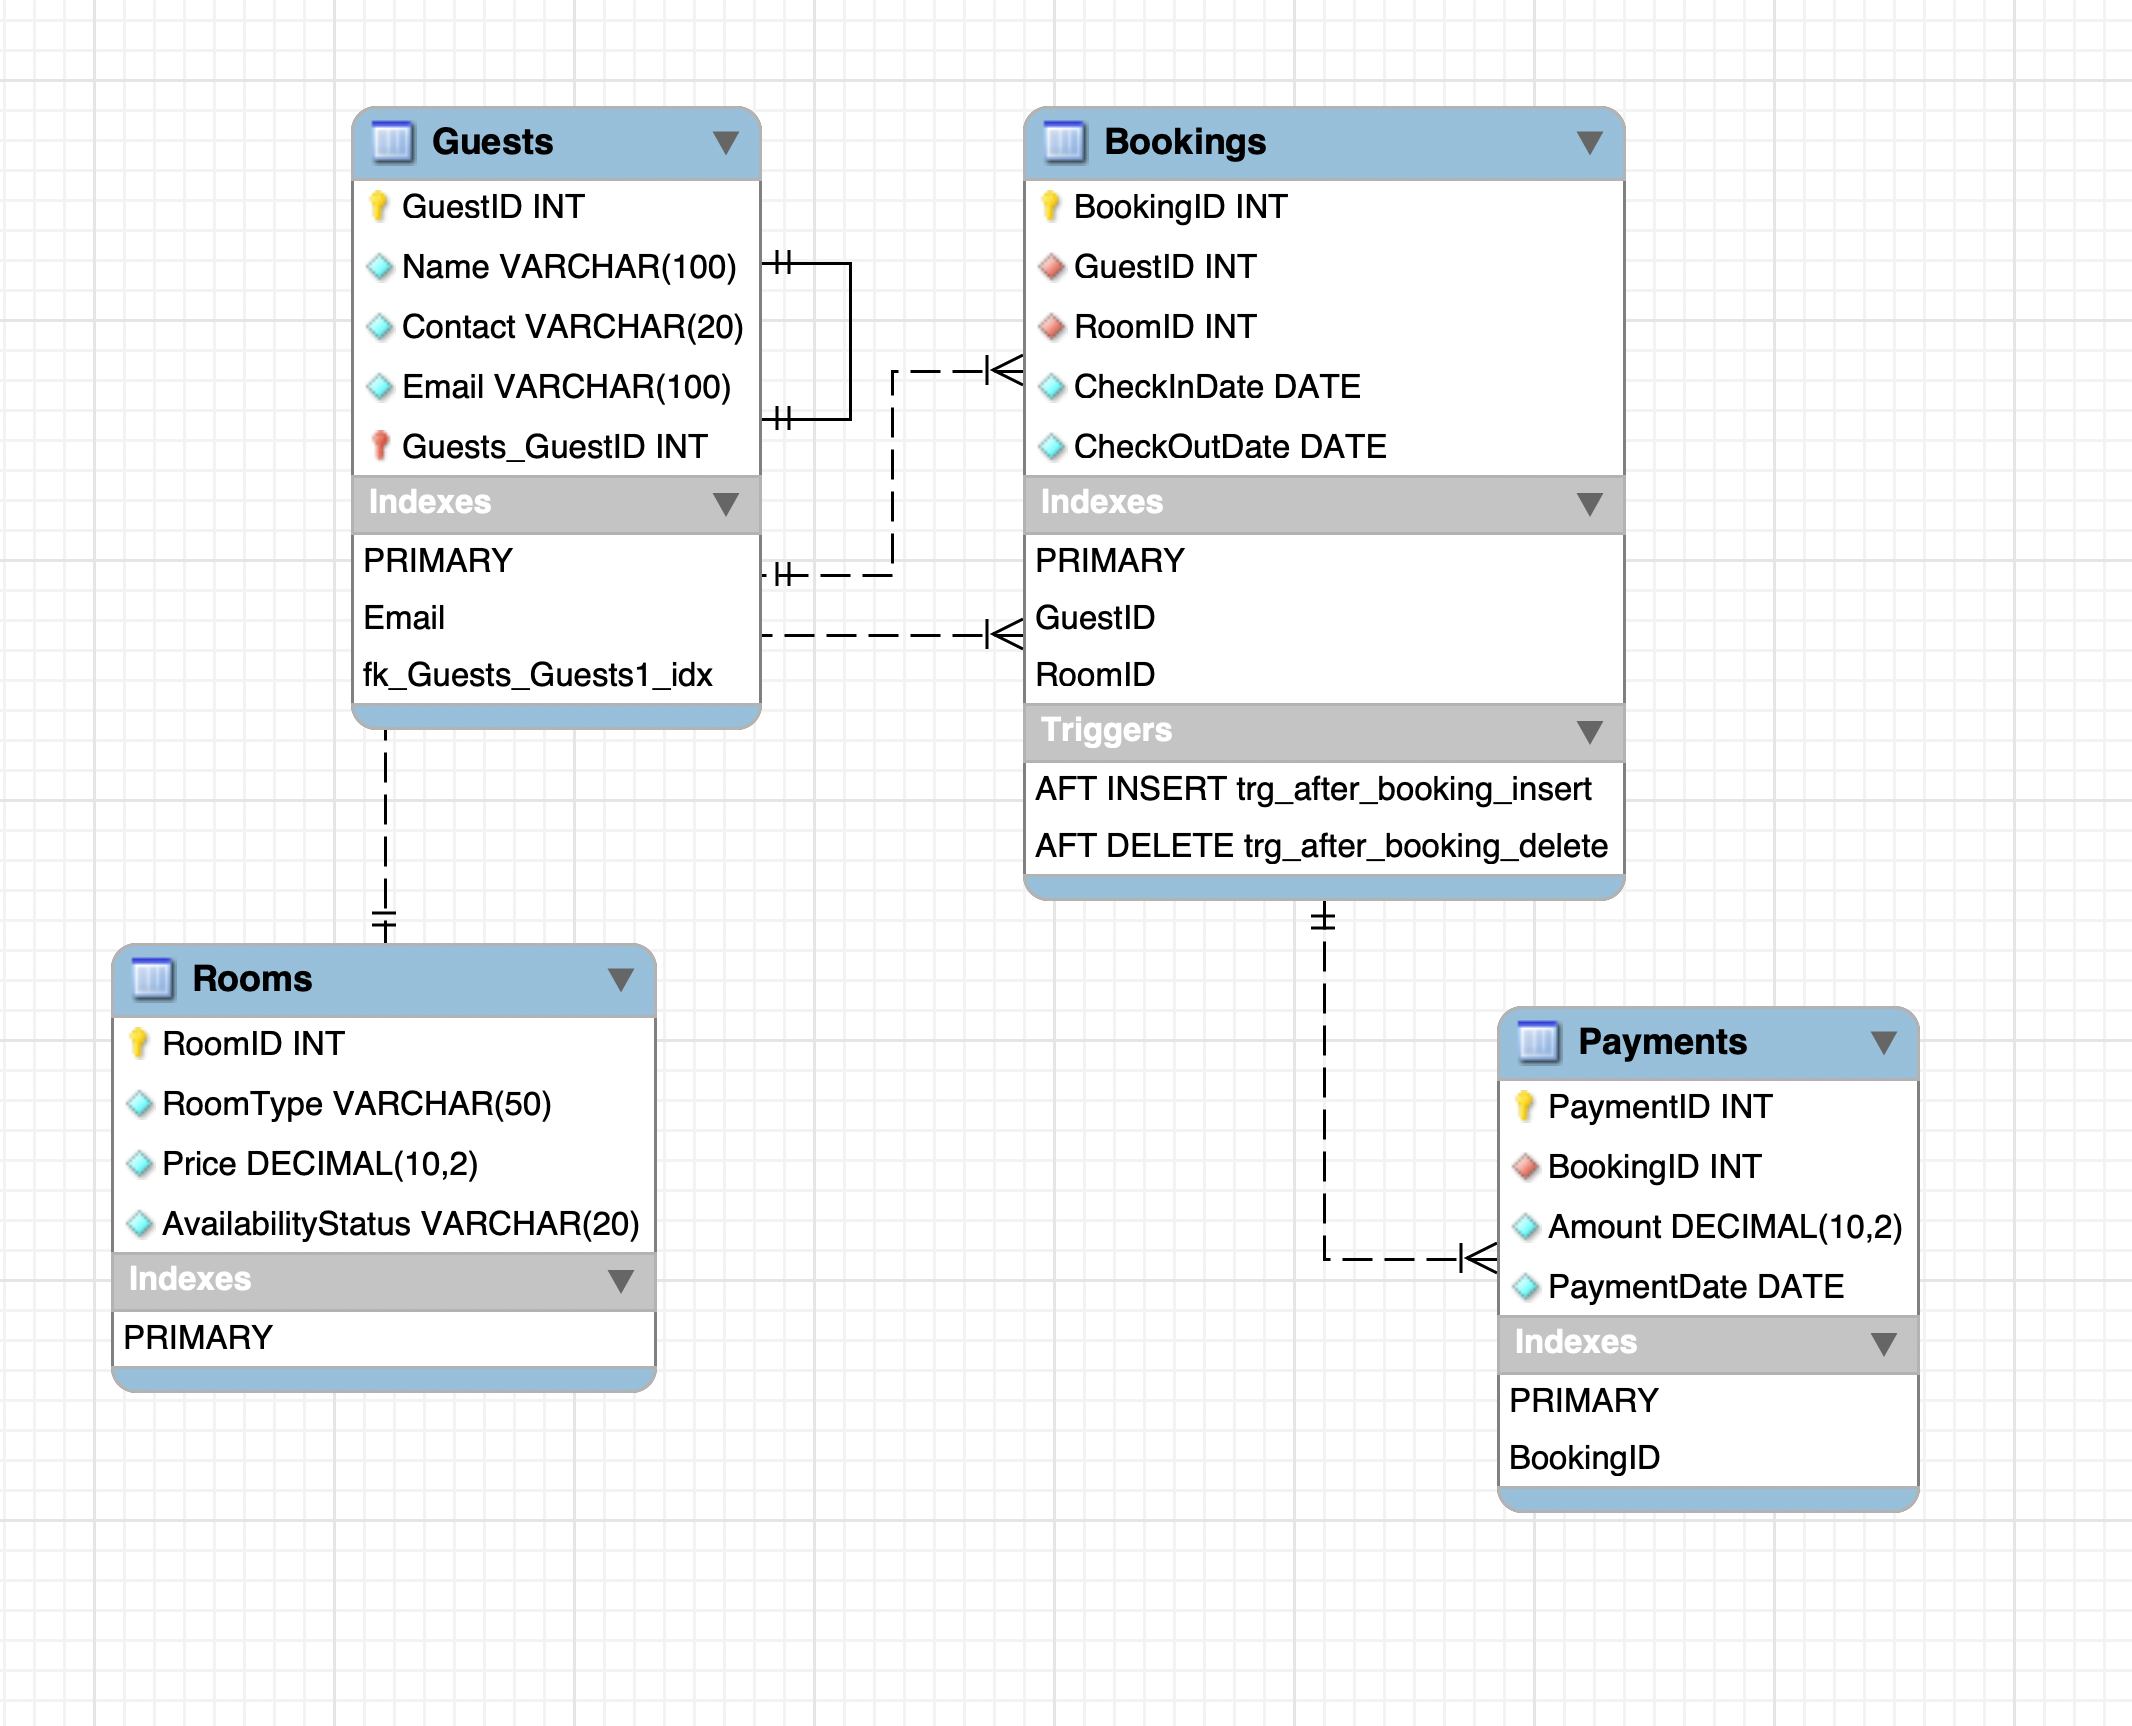 Guests
GuestID INT
Name VARCHAR(100)
Contact VARCHAR(20)
Email VARCHAR(100)
Guests_GuestID INT
Indexes
PRIMARY
Email
fk_Guests_Guests1_idx
Bookings
BookingID INT
GuestID INT
RoomID INT
CheckInDate DATE
CheckOutDate DATE
Indexes
PRIMARY
GuestID
RoomID
Triggers
AFT INSERT trg_after_booking_insert
AFT DELETE trg_after_booking_delete
Rooms
RoomID INT
RoomType VARCHAR(50)
Price DECIMAL(10,2)
AvailabilityStatus VARCHAR(20)
Indexes
PRIMARY
Payments
PaymentID INT
BookingID INT
Amount DECIMAL(10,2)
PaymentDate DATE
Indexes
PRIMARY
BookingID